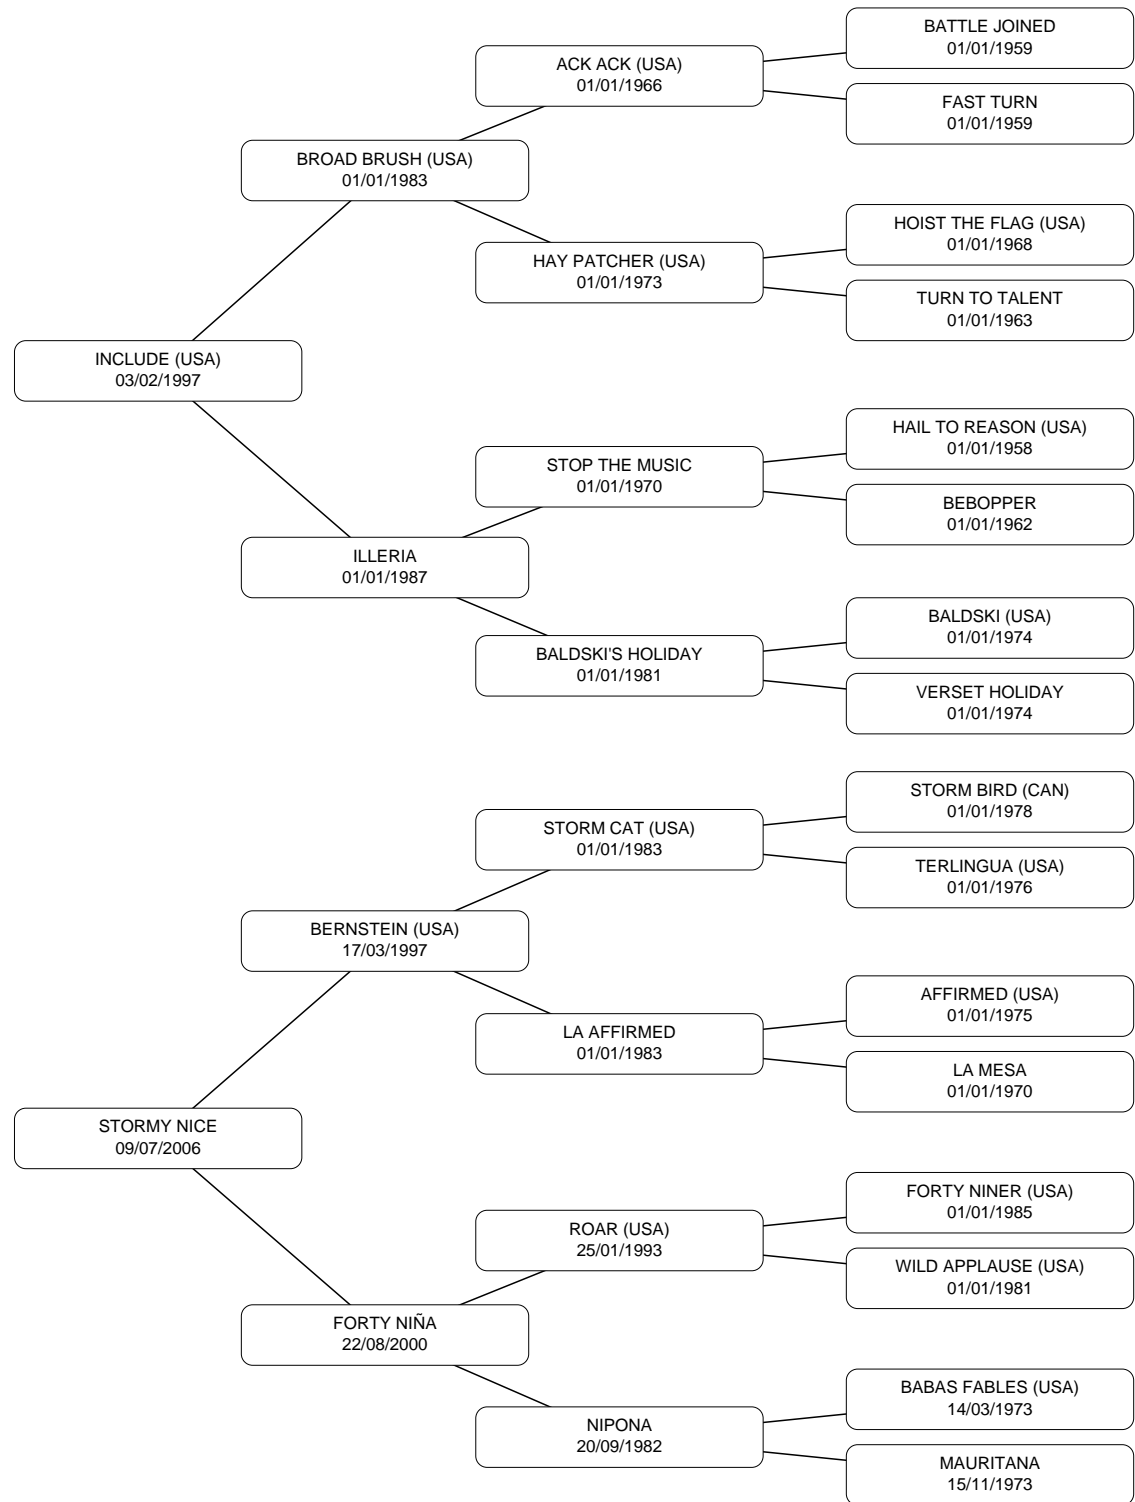 BATTLE JOINED
01/01/1959
ACK ACK (USA)
01/01/1966
FAST TURN
01/01/1959
BROAD BRUSH (USA)
01/01/1983
HOIST THE FLAG (USA)
01/01/1968
HAY PATCHER (USA)
01/01/1973
TURN TO TALENT
01/01/1963
INCLUDE (USA)
03/02/1997
HAIL TO REASON (USA)
01/01/1958
STOP THE MUSIC
01/01/1970
BEBOPPER
01/01/1962
ILLERIA
01/01/1987
BALDSKI (USA)
01/01/1974
BALDSKI'S HOLIDAY
01/01/1981
VERSET HOLIDAY
01/01/1974
STORM BIRD (CAN)
01/01/1978
STORM CAT (USA)
01/01/1983
TERLINGUA (USA)
01/01/1976
BERNSTEIN (USA)
17/03/1997
AFFIRMED (USA)
01/01/1975
LA AFFIRMED
01/01/1983
LA MESA
01/01/1970
STORMY NICE
09/07/2006
FORTY NINER (USA)
01/01/1985
ROAR (USA)
25/01/1993
WILD APPLAUSE (USA)
01/01/1981
FORTY NIÑA
22/08/2000
BABAS FABLES (USA)
14/03/1973
NIPONA
20/09/1982
MAURITANA
15/11/1973